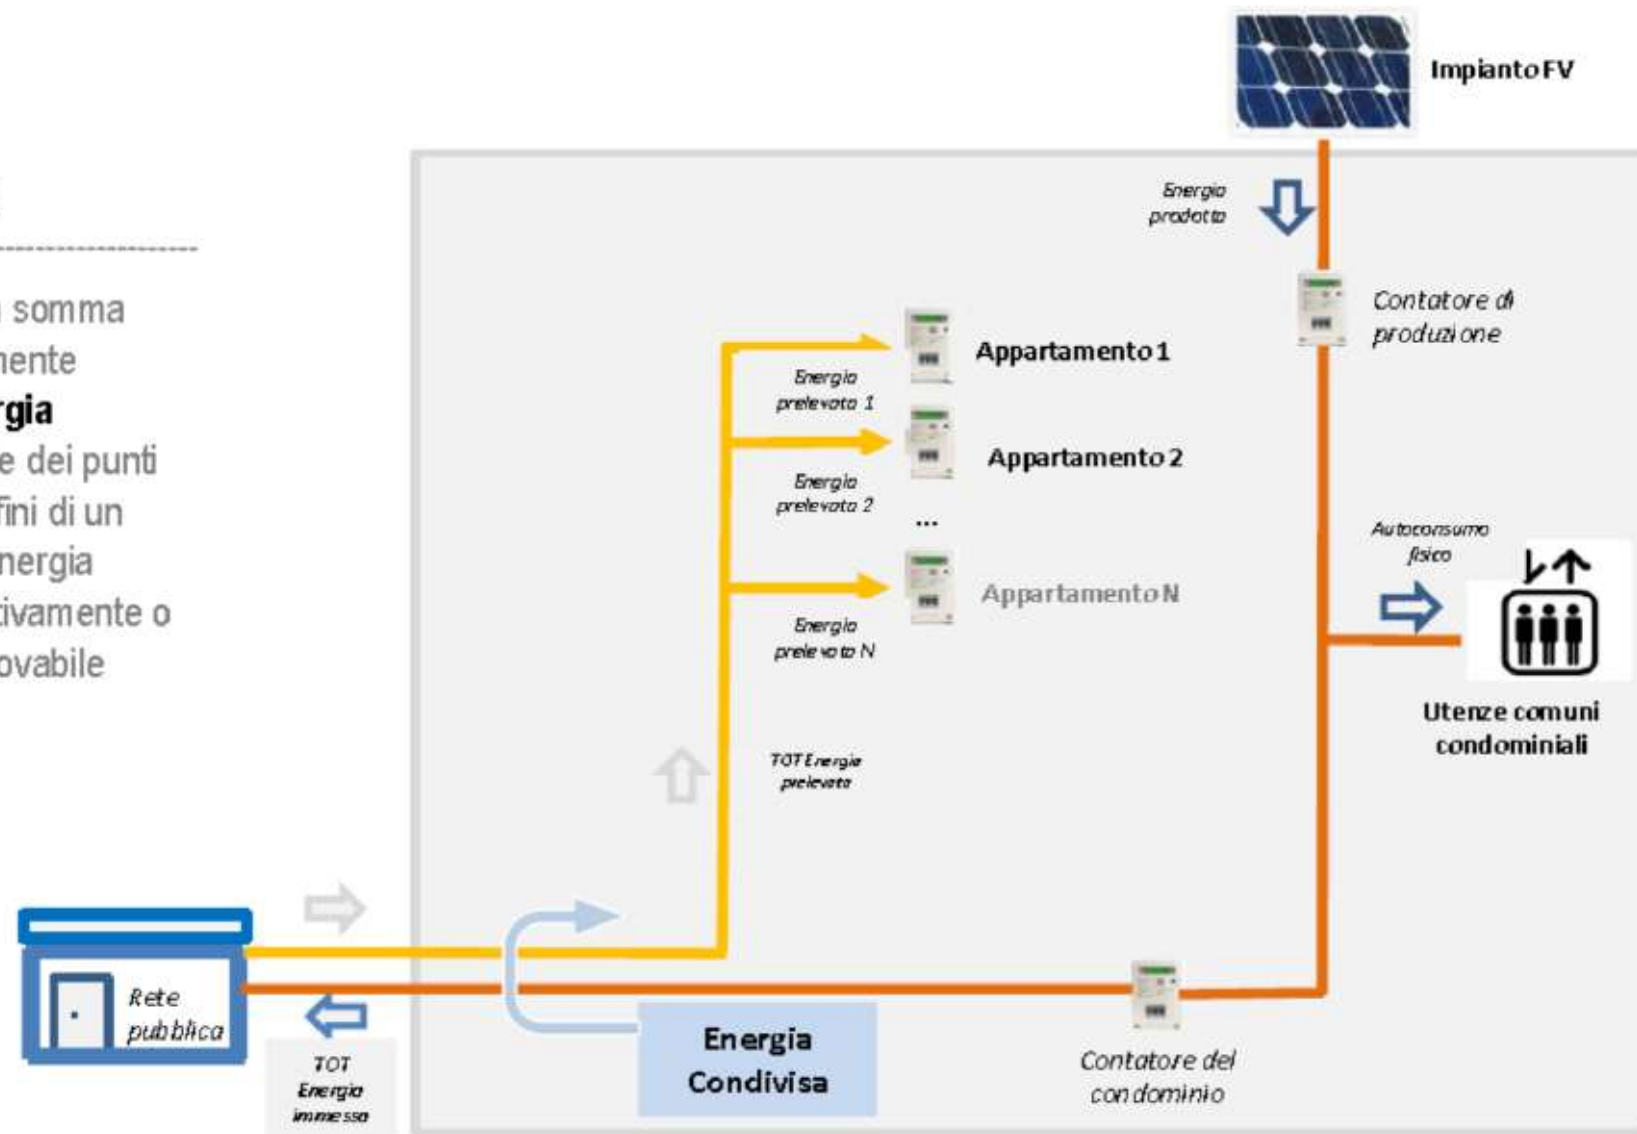 somma
mente
rgia
e dei punti
fini di un
nergia
tivamente o
ovabile
Impianto FV
Energia
prodotta
Contatore di
produzione
Appartamento 1
Energia
prelevata 1
Appartamento 2
Energia
prelevata 2
...
Appartamento N
Energia
prelevata N
Autoconsumo
fisico
Utenze comuni
condominiali
TOT Energia
prelevata
Rete
pubblica
TOT
Energia
immessa
Energia
Condivisa
Contatore del
condominio